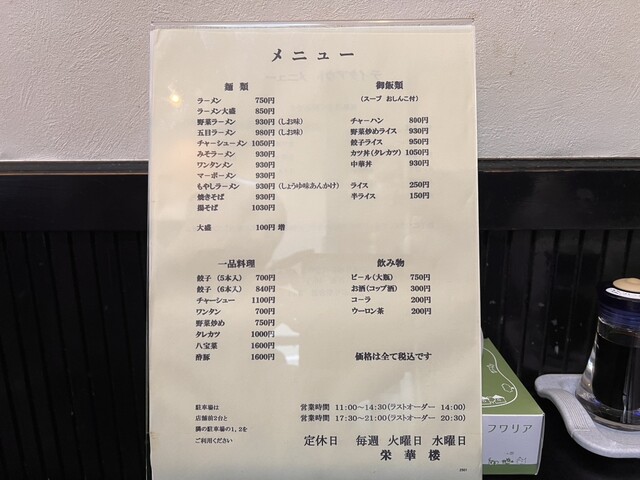 メニュー
麺類
ラーメン 750円
ラーメン大盛 850円
野菜ラーメン 930円(しお味)
五目ラーメン 980円(しお味)
チャーシューメン 1050円
みそラーメン 930円
ワンタンメン 930円
マーボーメン 930円
もやしラーメン 930円(しょうゆ味あんかけ)
焼きそば 930円
湯そば 1030円
大盛 100円 増
御飯類
(スープ おしんこ付)
チャーハン 800円
野菜炒めライス 930円
餃子ライス 950円
カツ丼(タレカツ) 1050円
中華丼 930円
ライス 250円
半ライス 150円
一品料理
餃子(5本入) 700円
餃子(6本入) 840円
チャーシュー 1100円
ワンタン 700円
野菜炒め 750円
タレカツ 1000円
八宝菜 1600円
酢豚 1600円
飲み物
ビール(大瓶) 750円
お酒(コップ酒) 300円
コーラ 200円
ウーロン茶 200円
価格は全て税込です
駐車場は
店舗前2台と
隣の駐車場の1,2を
ご利用ください
営業時間 11:00～14:30(ラストオーダー 14:00)
営業時間 17:30～21:00(ラストオーダー 20:30)
定休日 毎週 火曜日 水曜日
栄華楼
フワリア